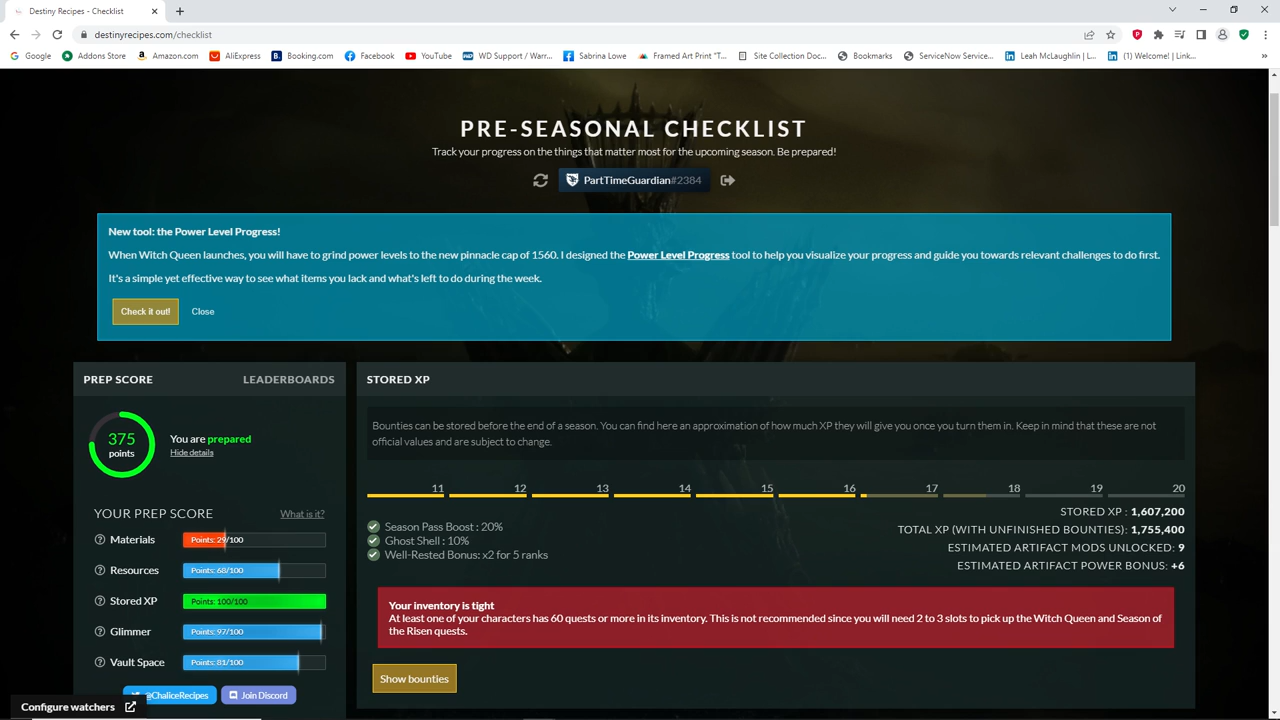 Destiny Recipes - Checklist
destinyrecipes.com/checklist
Google
Addons Store
Amazon.com
AliExpress
Booking.com
Facebook
YouTube
WD Support / Warr...
Sabrina Lowe
Framed Art Print "T...
Site Collection Doc...
Bookmarks
ServiceNow Service...
Leah McLaughlin | L...
(1) Welcome! | Link...
PRE-SEASONAL CHECKLIST
Track your progress on the things that matter most for the upcoming season. Be prepared!
PartTimeGuardian#2384
New tool: the Power Level Progress!
When Witch Queen launches, you will have to grind power levels to the new pinnacle cap of 1560. I designed the Power Level Progress tool to help you visualize your progress and guide you towards relevant challenges to do first.
It's a simple yet effective way to see what items you lack and what's left to do during the week.
Check it out!
Close
PREP SCORE
LEADERBOARDS
375
points
You are prepared
Hide details
YOUR PREP SCORE
What is it?
Materials
Points: 29/100
Resources
Points: 68/100
Stored XP
Points: 100/100
Glimmer
Points: 97/100
Vault Space
Points: 81/100
@ChaliceRecipes
Join Discord
Configure watchers
STORED XP
Bounties can be stored before the end of a season. You can find here an approximation of how much XP they will give you once you turn them in. Keep in mind that these are not
official values and are subject to change.
11 12 13 14 15 16 17 18 19 20
Season Pass Boost : 20%
Ghost Shell : 10%
Well-Rested Bonus: x2 for 5 ranks
STORED XP : 1,607,200
TOTAL XP (WITH UNFINISHED BOUNTIES): 1,755,400
ESTIMATED ARTIFACT MODS UNLOCKED: 9
ESTIMATED ARTIFACT POWER BONUS: +6
Your inventory is tight
At least one of your characters has 60 quests or more in its inventory. This is not recommended since you will need 2 to 3 slots to pick up the Witch Queen and Season of
the Risen quests.
Show bounties